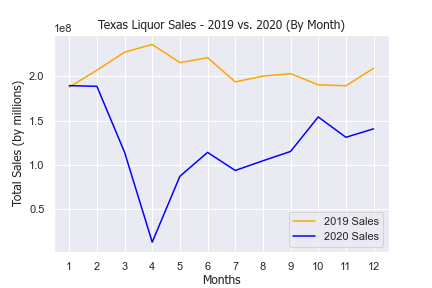 Texas Liquor Sales - 2019 vs. 2020 (By Month)
1e8
Total Sales (by millions)
2.0
1.5
1.0
0.5
2019 Sales
2020 Sales
1 2 3 4 5 6 7 8 9 10 11 12
Months